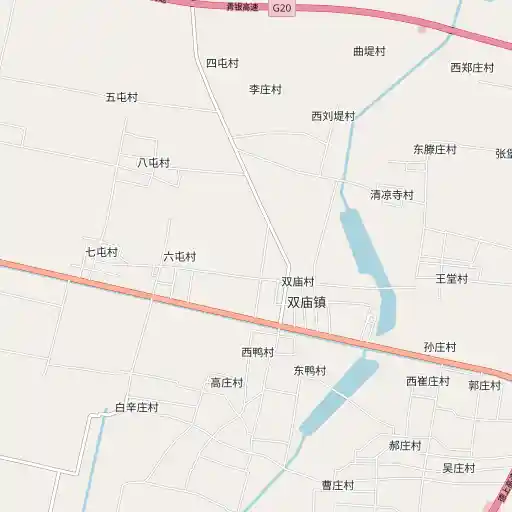 青银高速
G20
曲堤村
四屯村
西郑庄村
李庄村
五屯村
西刘堤村
东滕庄村
张堡
八屯村
清凉寺村
七屯村
六屯村
王堂村
双庙村
双庙镇
孙庄村
西鸭村
东鸭村
高庄村
西崔庄村
郭庄村
白辛庄村
郝庄村
吴庄村
曹庄村